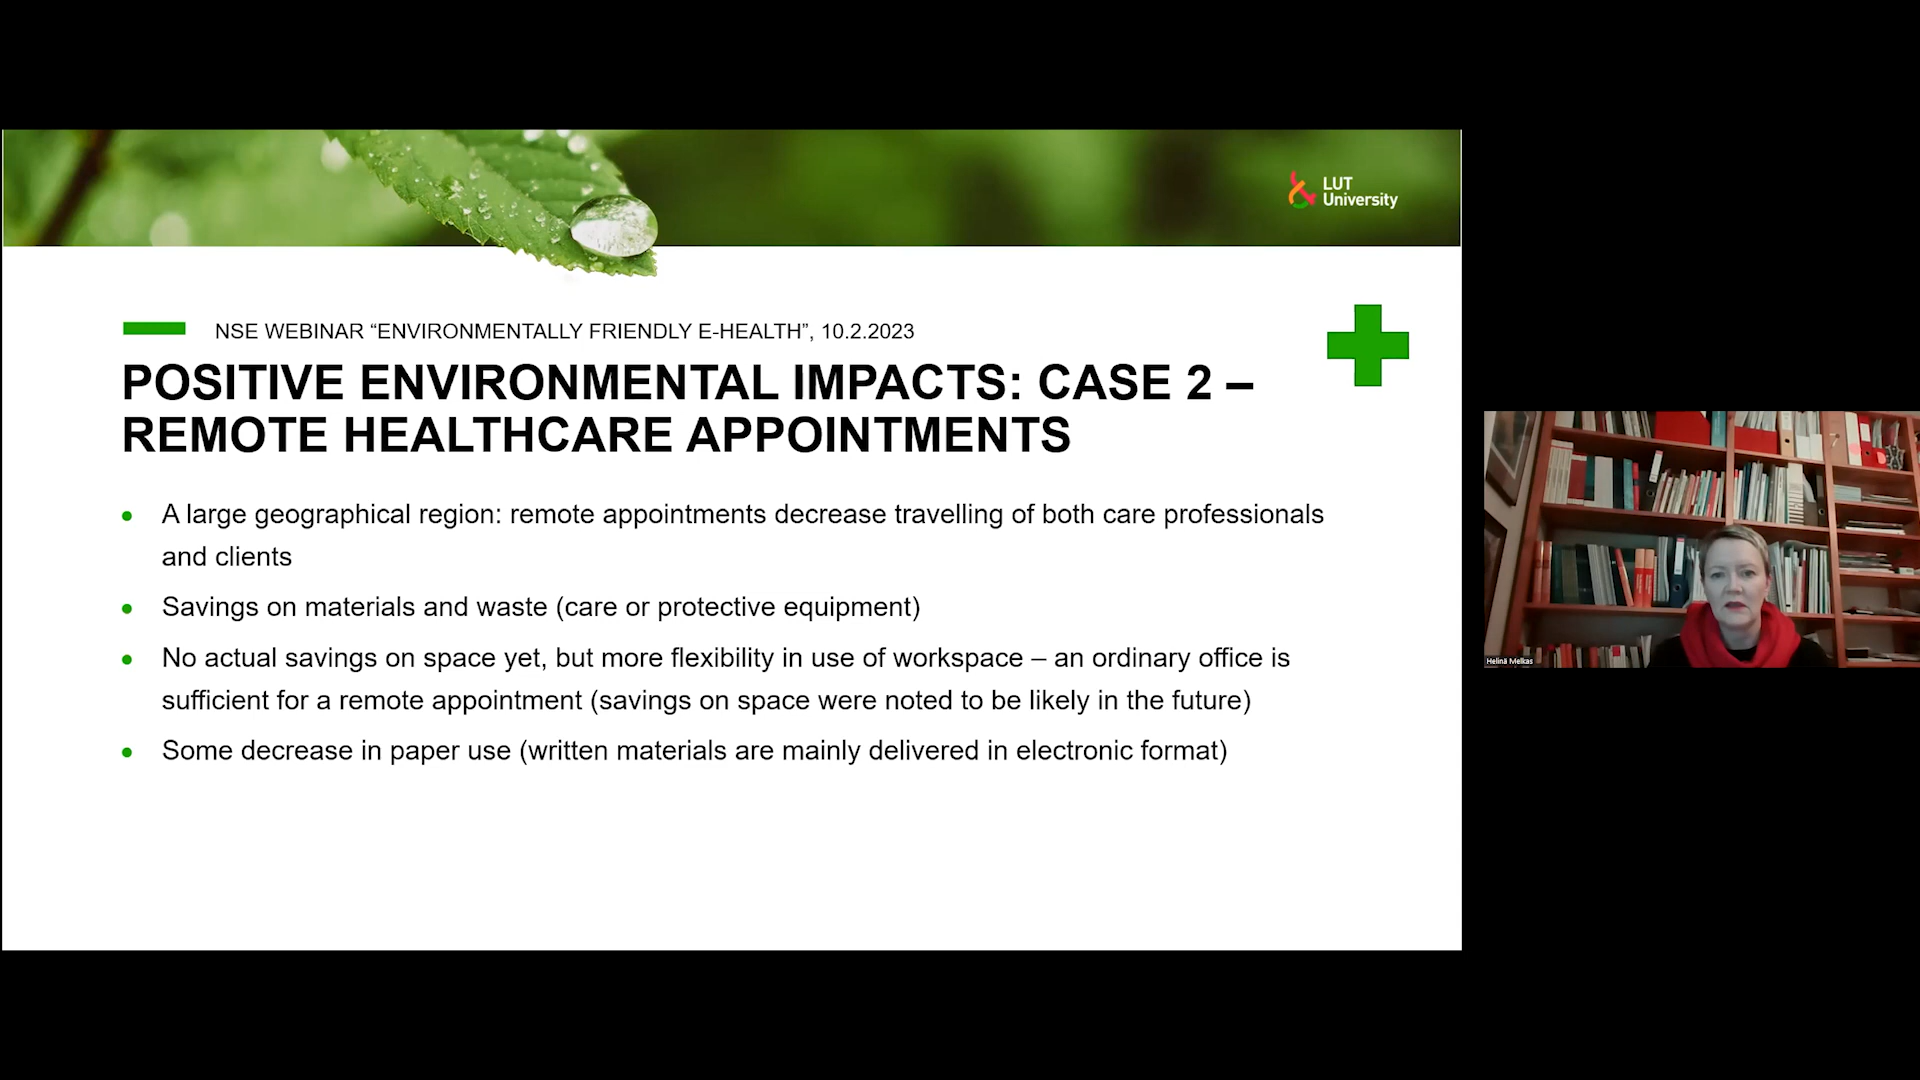 LUT
University
NSE WEBINAR “ENVIRONMENTALLY FRIENDLY E-HEALTH”, 10.2.2023
POSITIVE ENVIRONMENTAL IMPACTS: CASE 2 –
REMOTE HEALTHCARE APPOINTMENTS
• A large geographical region: remote appointments decrease travelling of both care professionals
and clients
• Savings on materials and waste (care or protective equipment)
• No actual savings on space yet, but more flexibility in use of workspace – an ordinary office is
sufficient for a remote appointment (savings on space were noted to be likely in the future)
• Some decrease in paper use (written materials are mainly delivered in electronic format)
Helinä Melkas